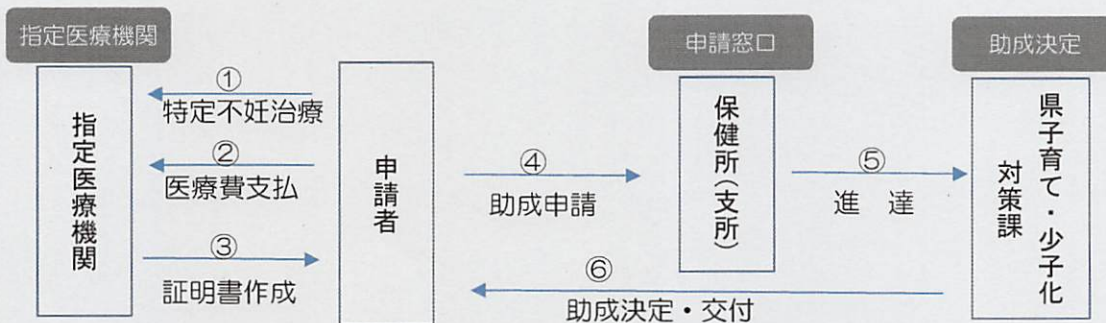 指定医療機関
申請窓口
助成決定
指定医療機関
①
特定不妊治療
②
医療費支払
③
証明書作成
申請者
④
助成申請
保健所(支所)
⑤
進　達
県子育て・少子化
対策課
⑥
助成決定・交付